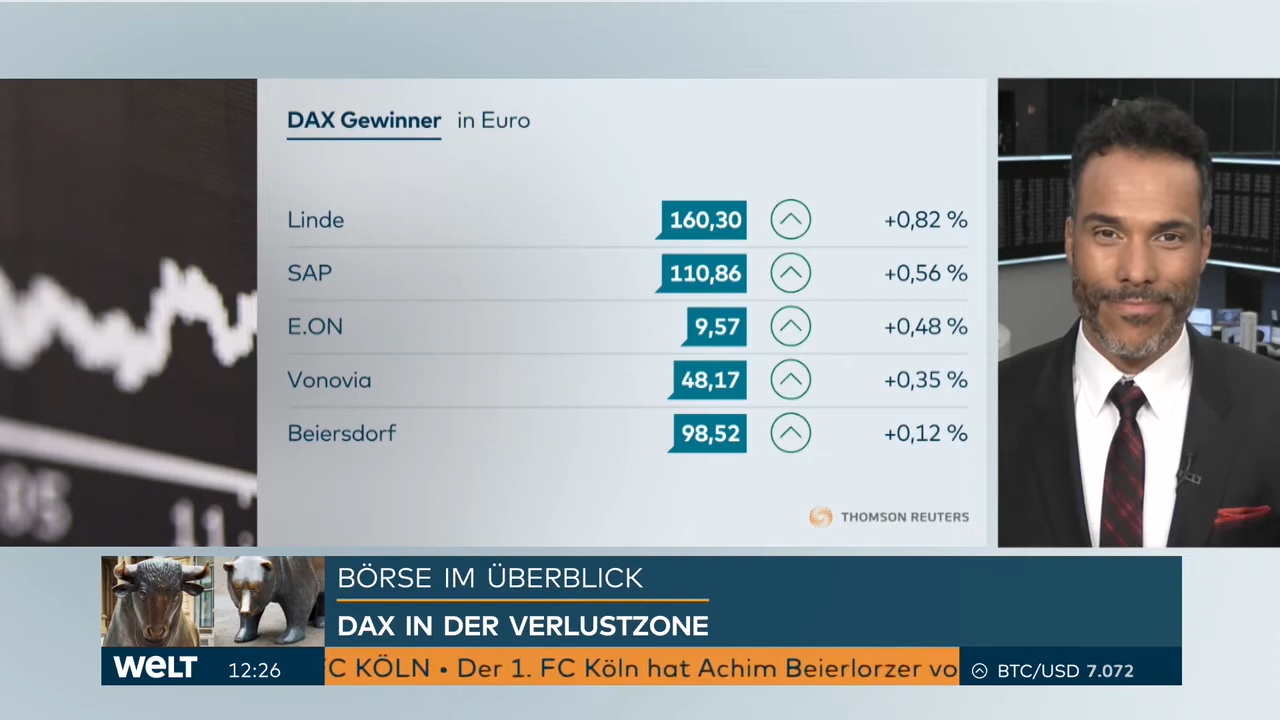 DAX Gewinner in Euro
Linde 160,30 +0,82 %
SAP 110,86 +0,56 %
E.ON 9,57 +0,48 %
Vonovia 48,17 +0,35 %
Beiersdorf 98,52 +0,12 %
THOMSON REUTERS
BÖRSE IM ÜBERBLICK
DAX IN DER VERLUSTZONE
welt 12:26 FC KÖLN • Der 1. FC Köln hat Achim Beierlorzer vo BTC/USD 7.072